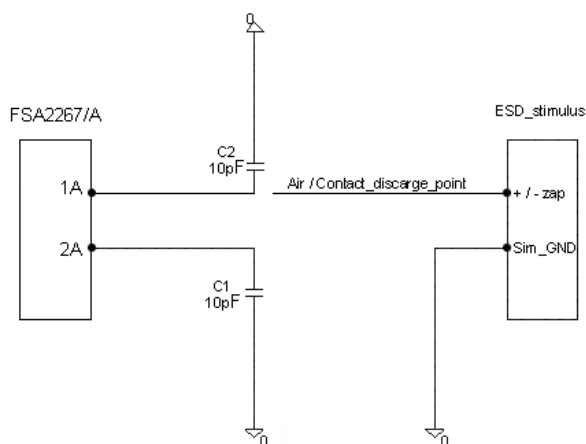 0
FSA2267/A
ESD_stimulus
C2
10pF
1A
Air / Contact_discarge_point
+ / - zap
2A
Sim_GND
C1
10pF
0
0